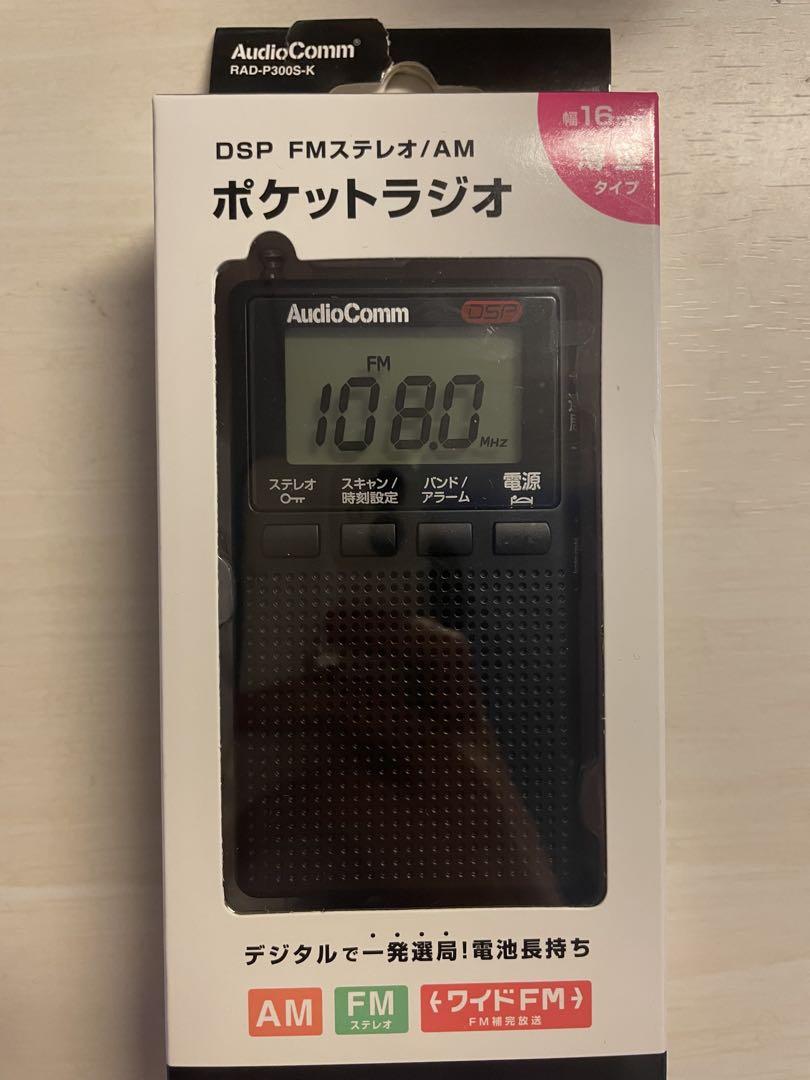 AudioComm®
RAD-P300S-K
幅16
タイプ
DSP FMステレオ/AM
ポケットラジオ
AudioComm DSP
FM
108.0 MHz
ステレオ スキャン/時刻設定 バンド/アラーム 電源
デジタルで一発選局!電池長持ち
AM FMステレオ ワイドFM FM補完放送